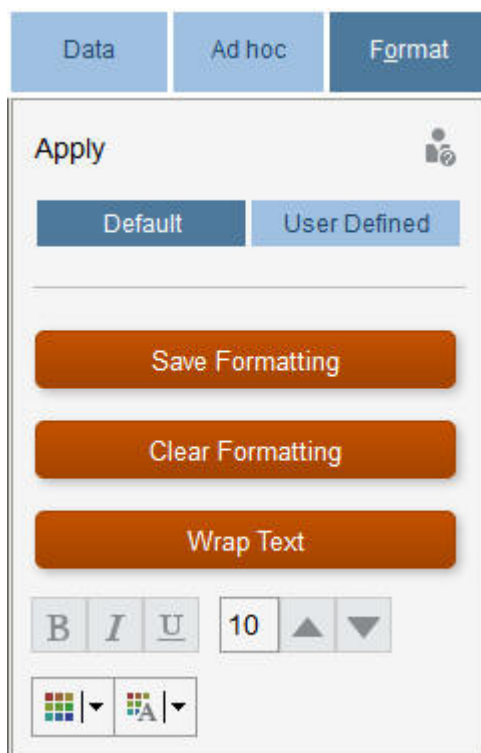 Data Ad hoc Format
Apply
Default User Defined
Save Formatting
Clear Formatting
Wrap Text
B I U 10
A